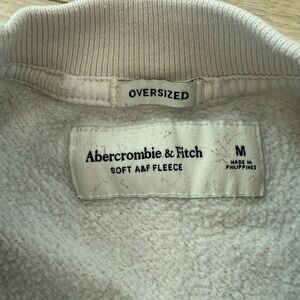 OVERSIZED
Abercrombie & Fitch
SOFT A&F FLEECE
M
MADE IN
PHILIPPINES